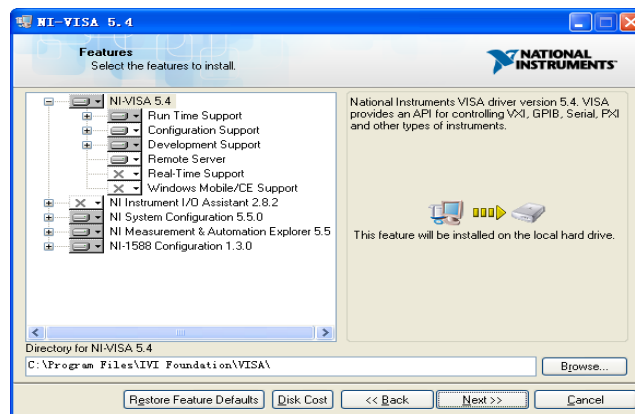 NI-VISA 5.4
Features
Select the features to install.
NATIONAL
INSTRUMENTS™
NI-VISA 5.4
Run Time Support
Configuration Support
Development Support
Remote Server
Real-Time Support
Windows Mobile/CE Support
NI Instrument I/O Assistant 2.8.2
NI System Configuration 5.5.0
NI Measurement & Automation Explorer 5.5
NI-1588 Configuration 1.3.0
National Instruments VISA driver version 5.4. VISA
provides an API for controlling VXI, GPIB, Serial, PXI
and other types of instruments.
This feature will be installed on the local hard drive.
Directory for NI-VISA 5.4
C:\Program Files\IVI Foundation\VISA\
Browse...
Restore Feature Defaults
Disk Cost
<< Back
Next >>
Cancel